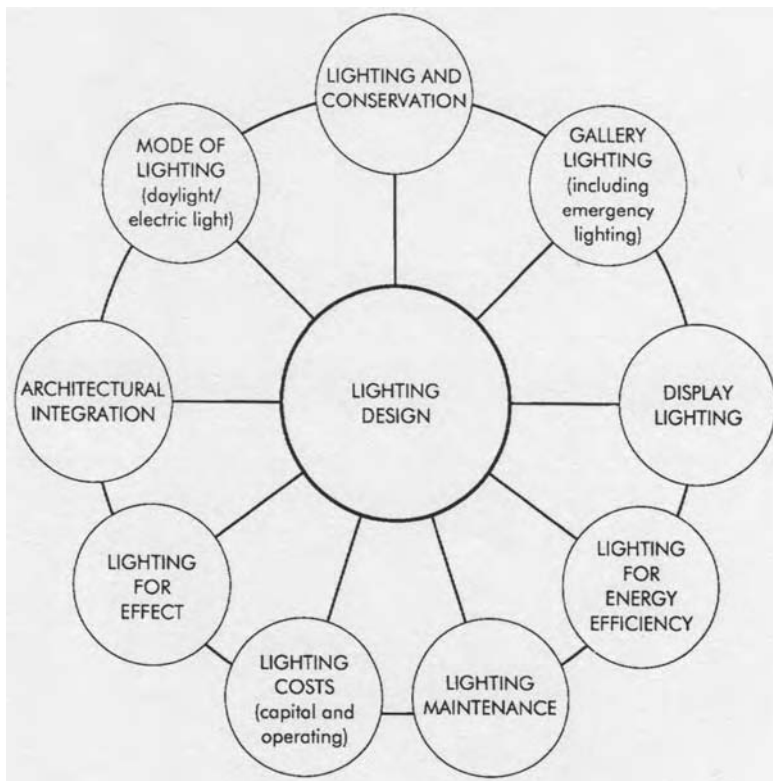 LIGHTING AND
CONSERVATION
GALLERY
LIGHTING
(including
emergency
lighting)
DISPLAY
LIGHTING
LIGHTING
FOR
ENERGY
EFFICIENCY
LIGHTING
MAINTENANCE
LIGHTING
COSTS
(capital and
operating)
LIGHTING
FOR
EFFECT
ARCHITECTURAL
INTEGRATION
MODE OF
LIGHTING
(daylight/
electric light)
LIGHTING
DESIGN